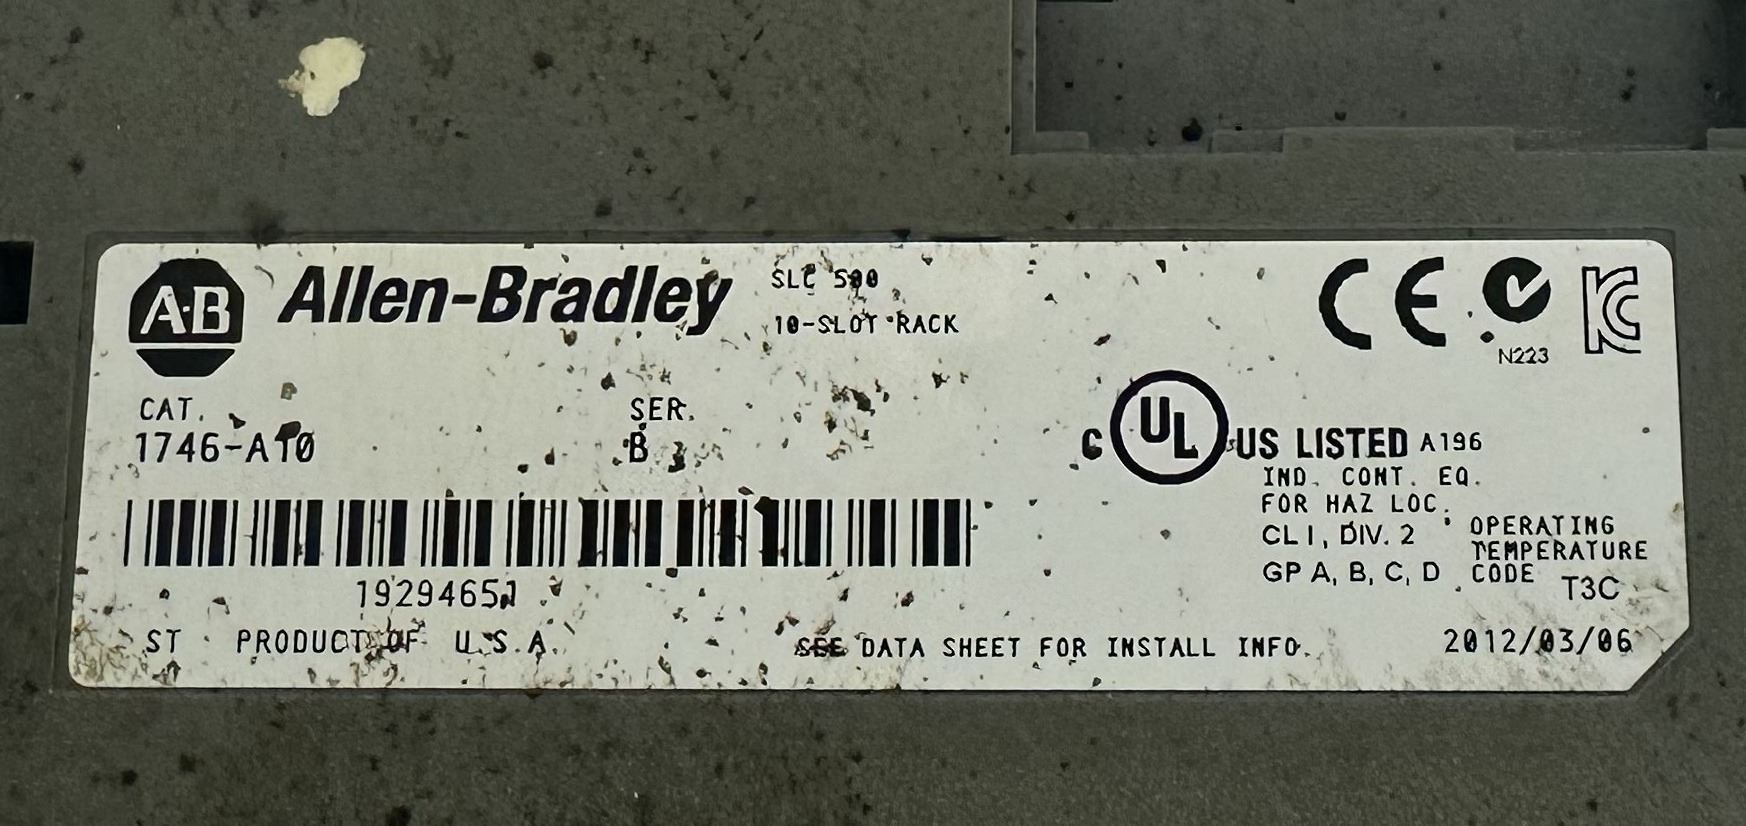 A-B Allen-Bradley
SLC 500
10-SLOT RACK
CE
N223
CAT.
1746-A10
SER.
B
C UL US LISTED A196
IND. CONT. EQ.
FOR HAZ LOC.
CL I, DIV. 2
GP A, B, C, D
OPERATING
TEMPERATURE
CODE T3C
19294651
ST PRODUCT OF U.S.A.
SEE DATA SHEET FOR INSTALL INFO.
2012/03/06